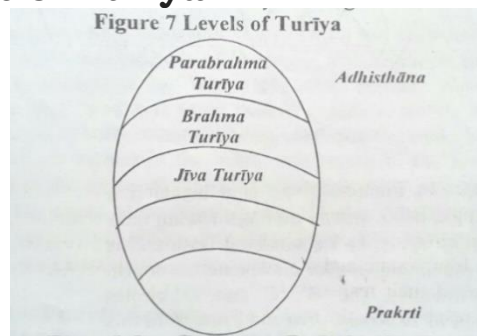 Figure 7 Levels of Turīya
Parabrahma
Turīya
Adhisthāna
Brahma
Turīya
Jīva Turīya
Prakrti